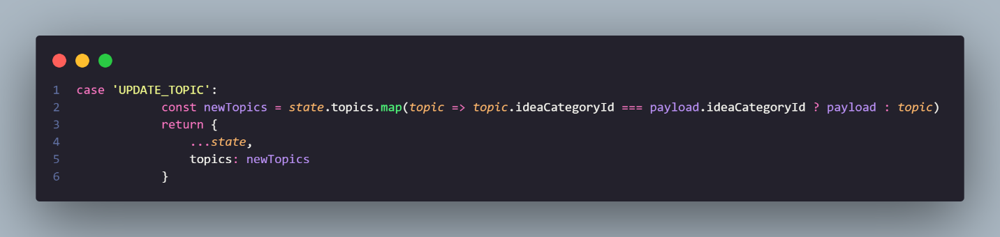 1 case 'UPDATE_TOPIC':
2             const newTopics = state.topics.map(topic => topic.ideaCategoryId === payload.ideaCategoryId ? payload : topic)
3             return {
4                 ...state,
5                 topics: newTopics
6             }